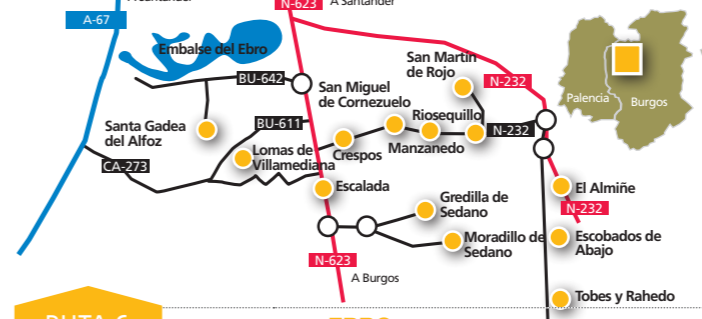 N-623
A Santander
A-67
Embalse del Ebro
BU-642
San Martín
de Rojo
N-232
San Miguel
de Cornezuelo
Palencia
Burgos
Santa Gadea
del Alfoz
BU-611
Riosequillo
N-232
Lomas de
Villamediana
Crespos
Manzanedo
CA-273
Escalada
El Almiñe
Gredilla de
Sedano
N-232
Moradillo de
Sedano
Escobados de
Abajo
N-623
A Burgos
Tobes y Rahedo